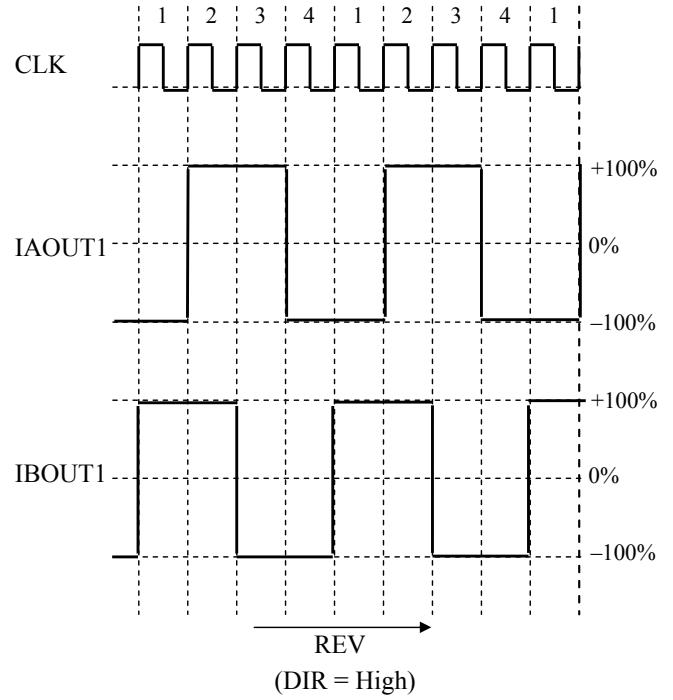 1 2 3 4 1 2 3 4 1
CLK
+100%
IAOUT1
0%
–100%
+100%
IBOUT1
0%
–100%
REV
(DIR = High)